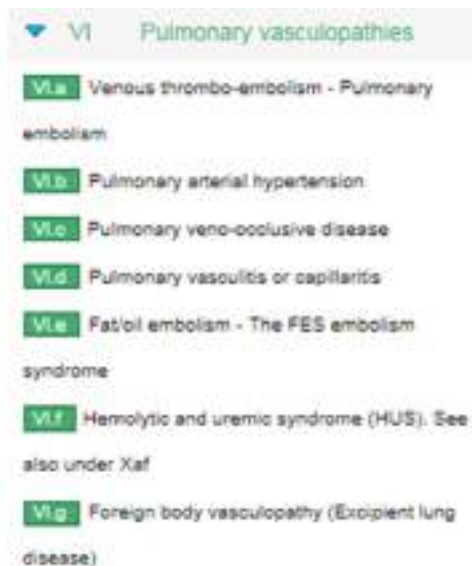 VI Pulmonary vasculopathies
VI.a Venous thrombo-embolism - Pulmonary
embolism
VI.b Pulmonary arterial hypertension
VI.c Pulmonary veno-occlusive disease
VI.d Pulmonary vasculitis or capillaritis
VI.e Fat/oil embolism - The FES embolism
syndrome
VI.f Hemolytic and uremic syndrome (HUS). See
also under Xaf
VI.g Foreign body vasculopathy (Excipient lung
disease)